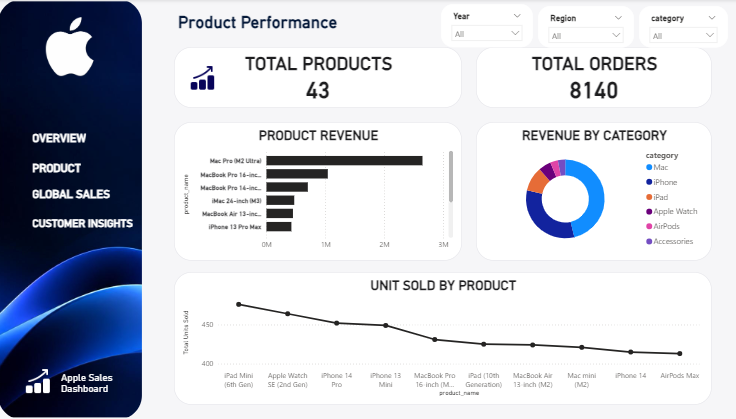 Product Performance
Year
All
Region
All
category
All
OVERVIEW
PRODUCT
GLOBAL SALES
CUSTOMER INSIGHTS
Apple Sales
Dashboard
TOTAL PRODUCTS
43
TOTAL ORDERS
8140
PRODUCT REVENUE
product_name
Mac Pro (M2 Ultra)
MacBook Pro 16-inc...
MacBook Pro 14-inc...
iMac 24-inch (M3)
MacBook Air 13-inc...
iPhone 13 Pro Max
0M 1M 2M 3M
REVENUE BY CATEGORY
category
Mac
iPhone
iPad
Apple Watch
AirPods
Accessories
UNIT SOLD BY PRODUCT
Total Units Sold
450
400
iPad Mini (6th Gen)
Apple Watch SE (2nd Gen)
iPhone 14 Pro
iPhone 13 Mini
MacBook Pro 16-inch (M...
iPad (10th Generation)
MacBook Air 13-inch (M2)
Mac mini (M2)
iPhone 14
AirPods Max
product_name